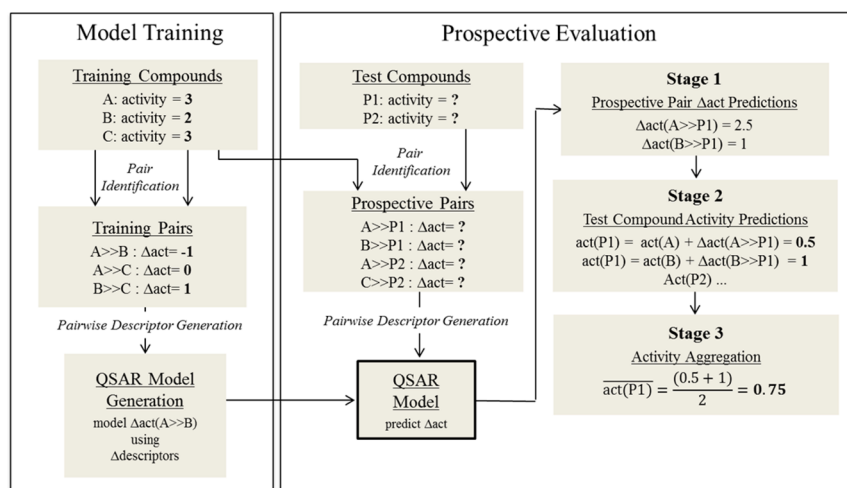 Model Training
Training Compounds
A: activity = 3
B: activity = 2
C: activity = 3
Pair
Identification
Training Pairs
A>>B : Δact= -1
A>>C : Δact= 0
B>>C : Δact= 1
Pairwise Descriptor Generation
QSAR Model
Generation
model Δact(A>>B)
using
Δdescriptors
Prospective Evaluation
Test Compounds
P1: activity = ?
P2: activity = ?
Pair
Identification
Prospective Pairs
A>>P1 : Δact= ?
B>>P1 : Δact= ?
A>>P2 : Δact= ?
C>>P2 : Δact= ?
Pairwise Descriptor Generation
QSAR
Model
predict Δact
Stage 1
Prospective Pair Δact Predictions
Δact(A>>P1) = 2.5
Δact(B>>P1) = 1
Stage 2
Test Compound Activity Predictions
act(P1) = act(A) + Δact(A>>P1) = 0.5
act(P1) = act(B) + Δact(B>>P1) = 1
Act(P2) ...
Stage 3
Activity Aggregation
act(P1) = (0.5 + 1) / 2 = 0.75